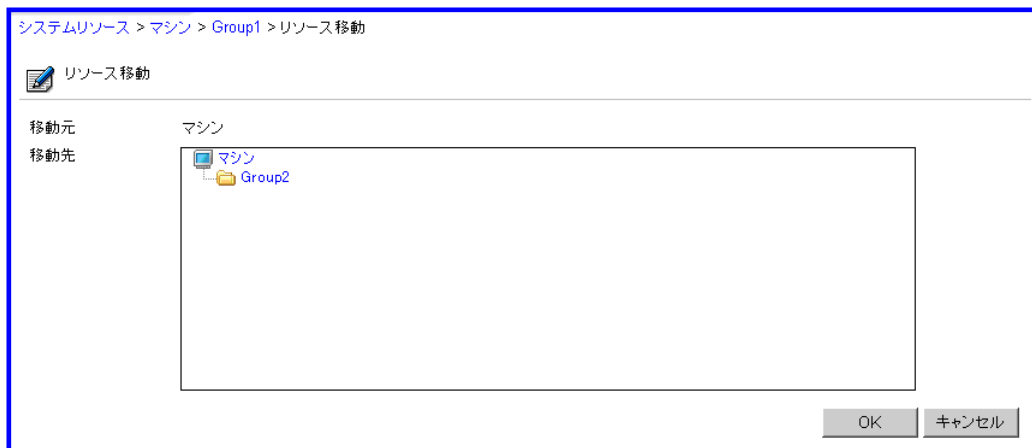 システムリソース > マシン > Group1 >リソース移動
リソース移動
移動元 マシン
移動先
マシン
Group2
OK キャンセル